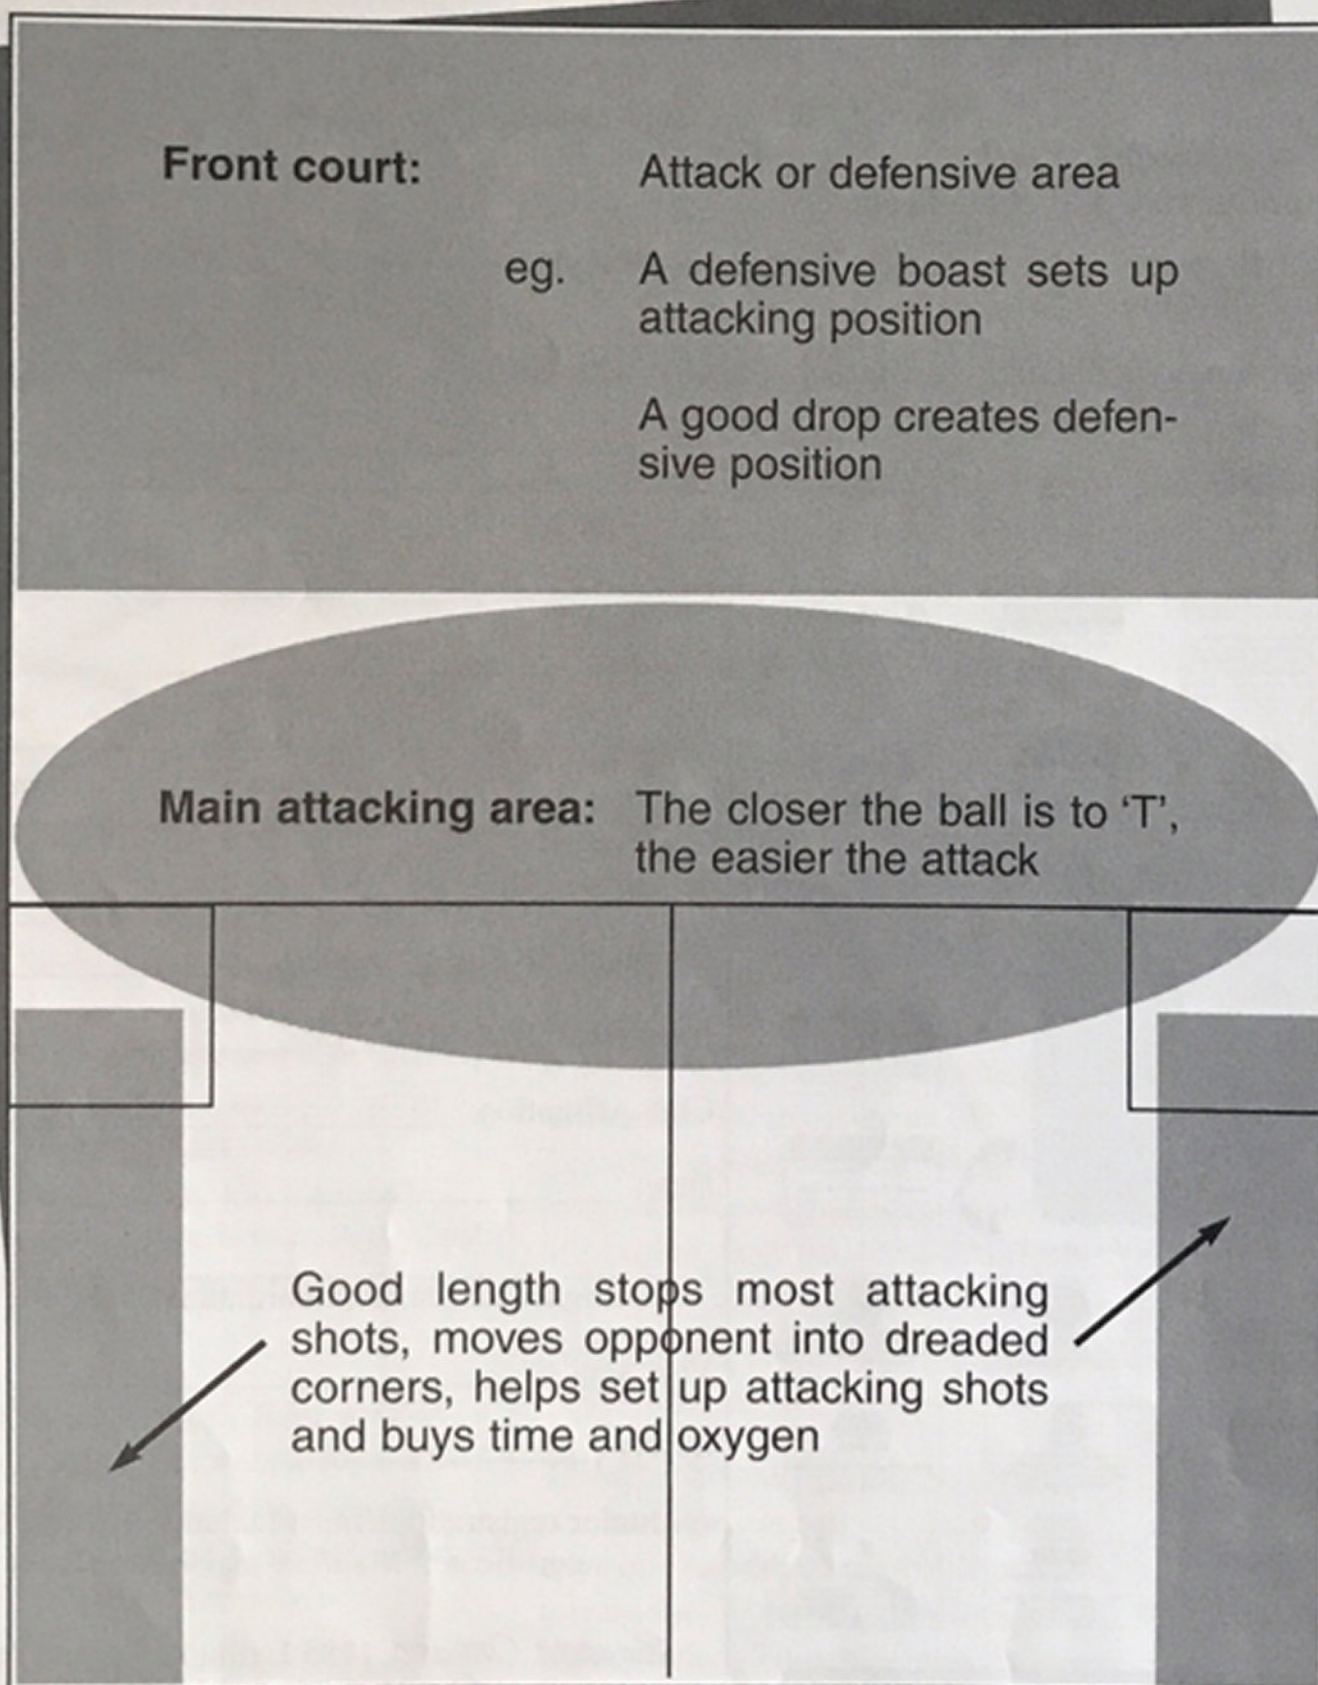 Front court: Attack or defensive area
eg. A defensive boast sets up
attacking position
A good drop creates defen-
sive position
Main attacking area: The closer the ball is to ‘T’,
the easier the attack
Good length stops most attacking
shots, moves opponent into dreaded
corners, helps set up attacking shots
and buys time and oxygen